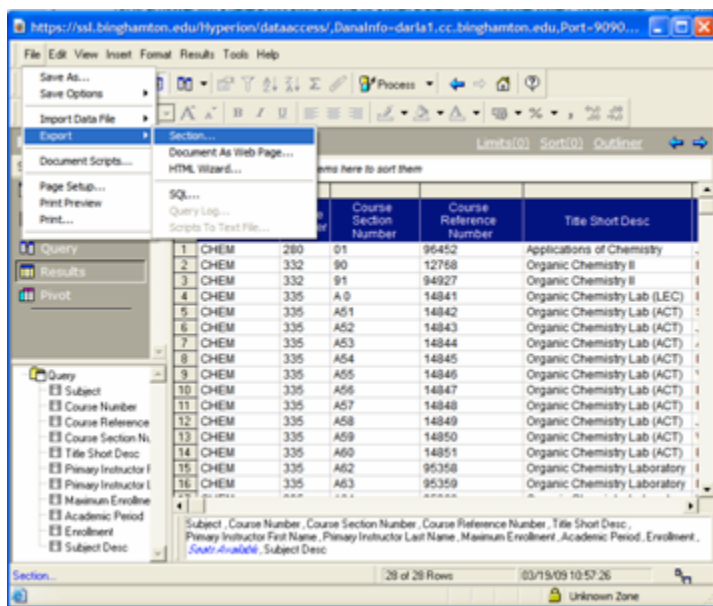 https://ssl.binghamton.edu/Hyperion/dataaccess/,DanaInfo-darla1.cc.binghamton.edu,Port-9090...
File Edit View Insert Format Results Tools Help
Save As...
Save Options
Import Data File
Export
Document Scripts...
Page Setup...
Print Preview
Print...
Process
Section...
Document As Web Page...
HTML Wizard...
SQL...
Query Log...
Scripts To Text File...
Limits(0) Sort(0) Outliner
items here to sort them
Query
Results
Pivot
Course Section Number
Course Reference Number
Title Short Desc
1 CHEM 280 01 96452 Applications of Chemistry
2 CHEM 332 90 12768 Organic Chemistry II
3 CHEM 332 91 94927 Organic Chemistry II
4 CHEM 335 A 0 14841 Organic Chemistry Lab (LEC)
5 CHEM 335 A51 14842 Organic Chemistry Lab (ACT)
6 CHEM 335 A52 14843 Organic Chemistry Lab (ACT)
7 CHEM 335 A53 14844 Organic Chemistry Lab (ACT)
8 CHEM 335 A54 14845 Organic Chemistry Lab (ACT)
9 CHEM 335 A55 14846 Organic Chemistry Lab (ACT)
10 CHEM 335 A56 14847 Organic Chemistry Lab (ACT)
11 CHEM 335 A57 14848 Organic Chemistry Lab (ACT)
12 CHEM 335 A58 14849 Organic Chemistry Lab (ACT)
13 CHEM 335 A59 14850 Organic Chemistry Lab (ACT)
14 CHEM 335 A60 14851 Organic Chemistry Lab (ACT)
15 CHEM 335 A62 95358 Organic Chemistry Laboratory
16 CHEM 335 A63 95359 Organic Chemistry Laboratory
Query
Subject
Course Number
Course Reference
Course Section Nu
Title Short Desc
Primary Instructor F
Primary Instructor L
Maximum Enrollme
Academic Period
Enrollment
Subject Desc
Subject , Course Number , Course Section Number , Course Reference Number , Title Short Desc ,
Primary Instructor First Name , Primary Instructor Last Name , Maximum Enrollment , Academic Period , Enrollment ,
Seats Available , Subject Desc
Section...
28 of 28 Rows
03/19/09 10:57:26
Unknown Zone